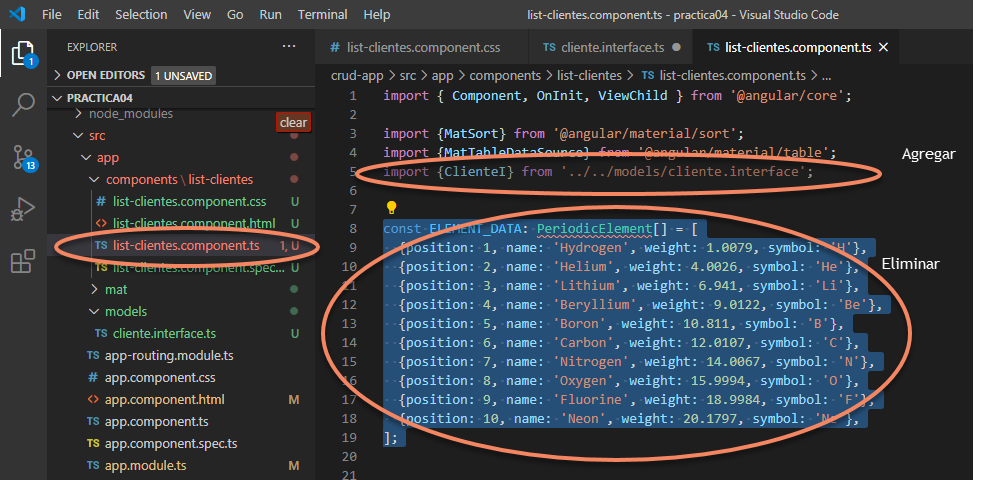 File Edit Selection View Go Run Terminal Help list-clientes.component.ts - practica04 - Visual Studio Code
EXPLORER ...
list-clientes.component.css cliente.interface.ts list-clientes.component.ts
OPEN EDITORS 1 UNSAVED
crud-app > src > app > components > list-clientes > TS list-clientes.component.ts > ...
PRACTICA04
node_modules
clear
src
app
components \ list-clientes
list-clientes.component.css U
<> list-clientes.component.html U
TS list-clientes.component.ts 1, U
TS list-clientes.component.spec... U
mat
models
TS cliente.interface.ts U
TS app-routing.module.ts
# app.component.css
<> app.component.html M
TS app.component.ts
TS app.component.spec.ts
TS app.module.ts M
1
13
1 import { Component, OnInit, ViewChild } from '@angular/core';
2
3 import {MatSort} from '@angular/material/sort';
4 import {MatTableDataSource} from '@angular/material/table';
5 import {ClienteI} from '../../models/cliente.interface';
6
7
8 const ELEMENT_DATA: PeriodicElement[] = [
9 {position: 1, name: 'Hydrogen', weight: 1.0079, symbol: 'H'},
10 {position: 2, name: 'Helium', weight: 4.0026, symbol: 'He'},
11 {position: 3, name: 'Lithium', weight: 6.941, symbol: 'Li'},
12 {position: 4, name: 'Beryllium', weight: 9.0122, symbol: 'Be'},
13 {position: 5, name: 'Boron', weight: 10.811, symbol: 'B'},
14 {position: 6, name: 'Carbon', weight: 12.0107, symbol: 'C'},
15 {position: 7, name: 'Nitrogen', weight: 14.0067, symbol: 'N'},
16 {position: 8, name: 'Oxygen', weight: 15.9994, symbol: 'O'},
17 {position: 9, name: 'Fluorine', weight: 18.9984, symbol: 'F'},
18 {position: 10, name: 'Neon', weight: 20.1797, symbol: 'Ne'},
19 ];
20
21
Agregar
Eliminar